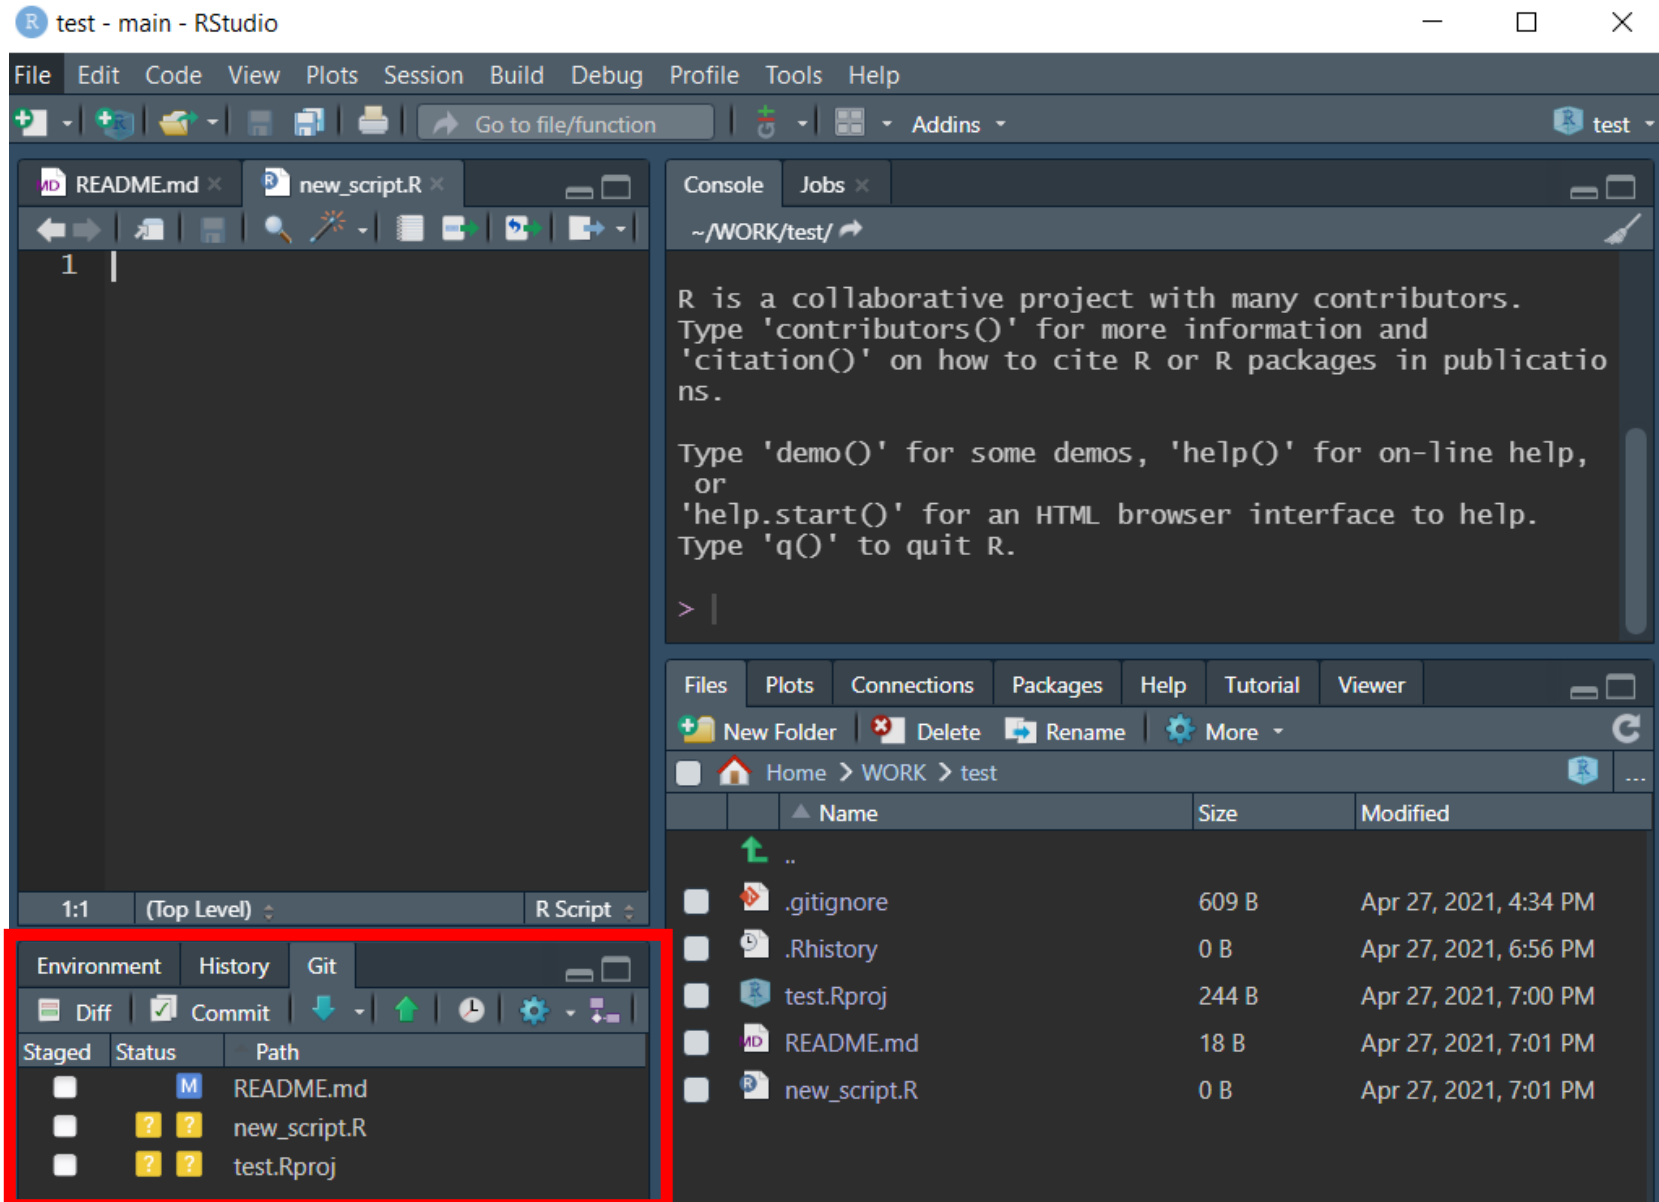 test - main - RStudio
File Edit Code View Plots Session Build Debug Profile Tools Help
Go to file/function Addins test
README.md new_script.R
1
1:1 (Top Level) R Script
Console Jobs
~/WORK/test/
R is a collaborative project with many contributors.
Type 'contributors()' for more information and
'citation()' on how to cite R or R packages in publicatio
ns.
Type 'demo()' for some demos, 'help()' for on-line help,
or
'help.start()' for an HTML browser interface to help.
Type 'q()' to quit R.
>
Environment History Git
Diff Commit
Staged Status Path
M README.md
? ? new_script.R
? ? test.Rproj
Files Plots Connections Packages Help Tutorial Viewer
New Folder Delete Rename More
Home > WORK > test ...
Name Size Modified
..
.gitignore 609 B Apr 27, 2021, 4:34 PM
.Rhistory 0 B Apr 27, 2021, 6:56 PM
test.Rproj 244 B Apr 27, 2021, 7:00 PM
README.md 18 B Apr 27, 2021, 7:01 PM
new_script.R 0 B Apr 27, 2021, 7:01 PM